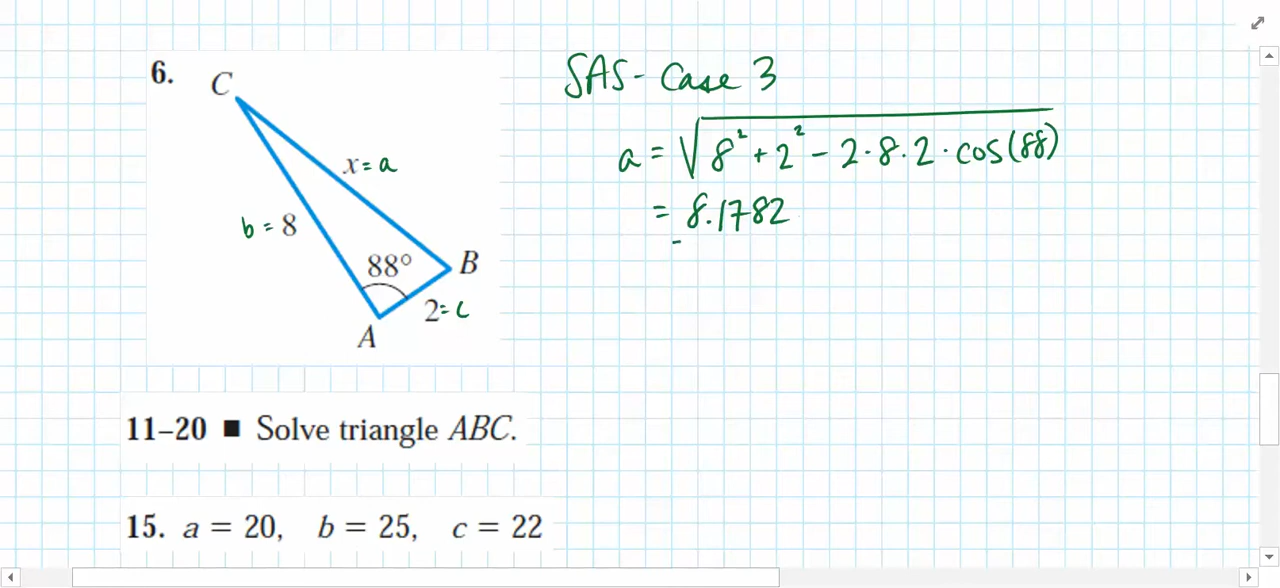 6.
C
x = a
b = 8
88°
B
2 = c
A
SAS - Case 3
a = √(8² + 2² - 2·8·2·cos(88))
= 8.1782
11–20 ■ Solve triangle ABC.
15. a = 20, b = 25, c = 22